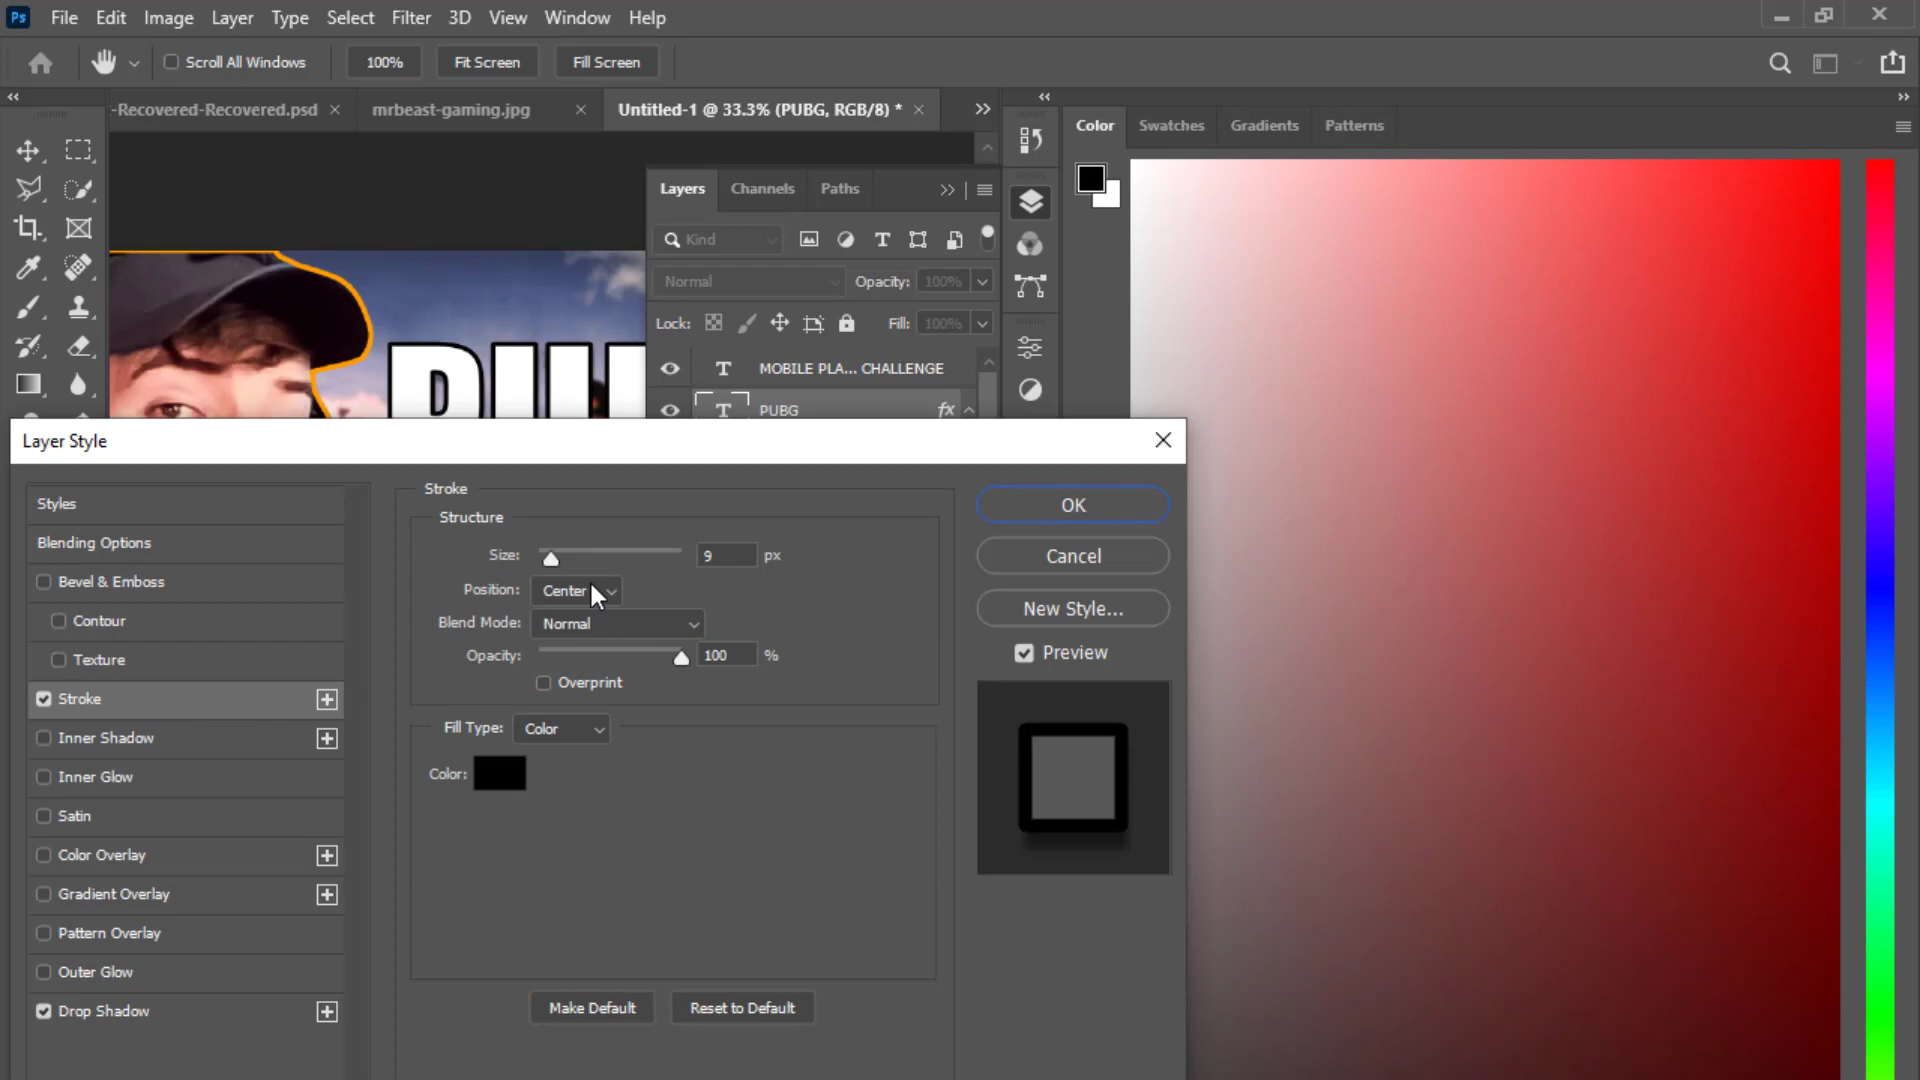 Ps File Edit Image Layer Type Select Filter 3D View Window Help
Scroll All Windows 100% Fit Screen Fill Screen
-Recovered-Recovered.psd mrbeast-gaming.jpg Untitled-1 @ 33.3% (PUBG, RGB/8) *
Color Swatches Gradients Patterns
Layers Channels Paths
Kind
Normal Opacity: 100%
Lock: Fill: 100%
T MOBILE PLA... CHALLENGE
T PUBG fx
Layer Style
Styles
Blending Options
Bevel & Emboss
Contour
Texture
Stroke
Inner Shadow
Inner Glow
Satin
Color Overlay
Gradient Overlay
Pattern Overlay
Outer Glow
Drop Shadow
Stroke
Structure
Size: 9 px
Position: Center
Blend Mode: Normal
Opacity: 100 %
Overprint
Fill Type: Color
Color:
Make Default Reset to Default
OK
Cancel
New Style...
Preview